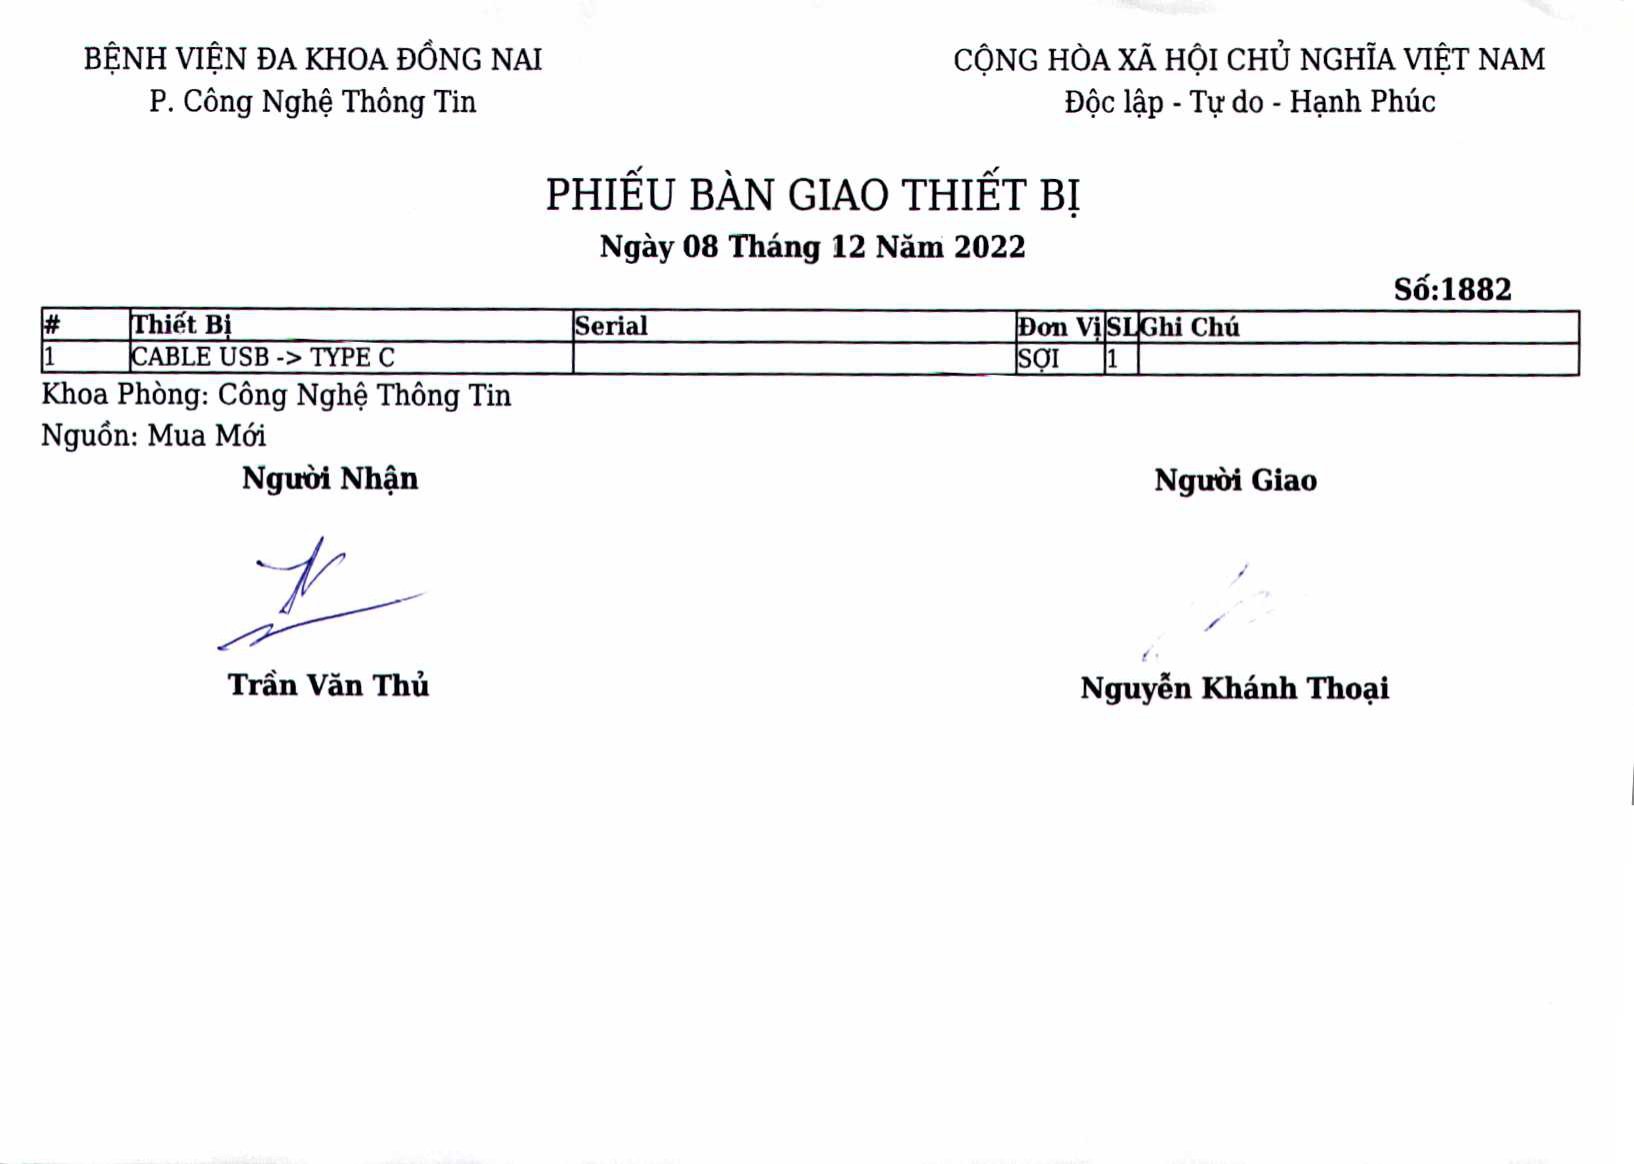 BỆNH VIỆN ĐA KHOA ĐỒNG NAI
P. Công Nghệ Thông Tin
CỘNG HÒA XÃ HỘI CHỦ NGHĨA VIỆT NAM
Độc lập - Tự do - Hạnh Phúc
PHIẾU BÀN GIAO THIẾT BỊ
Ngày 08 Tháng 12 Năm 2022
Số:1882
# Thiết Bị Serial Đơn Vị SL Ghi Chú
1 CABLE USB -> TYPE C SỢI 1
Khoa Phòng: Công Nghệ Thông Tin
Nguồn: Mua Mới
Người Nhận Người Giao
Trần Văn Thủ Nguyễn Khánh Thoại